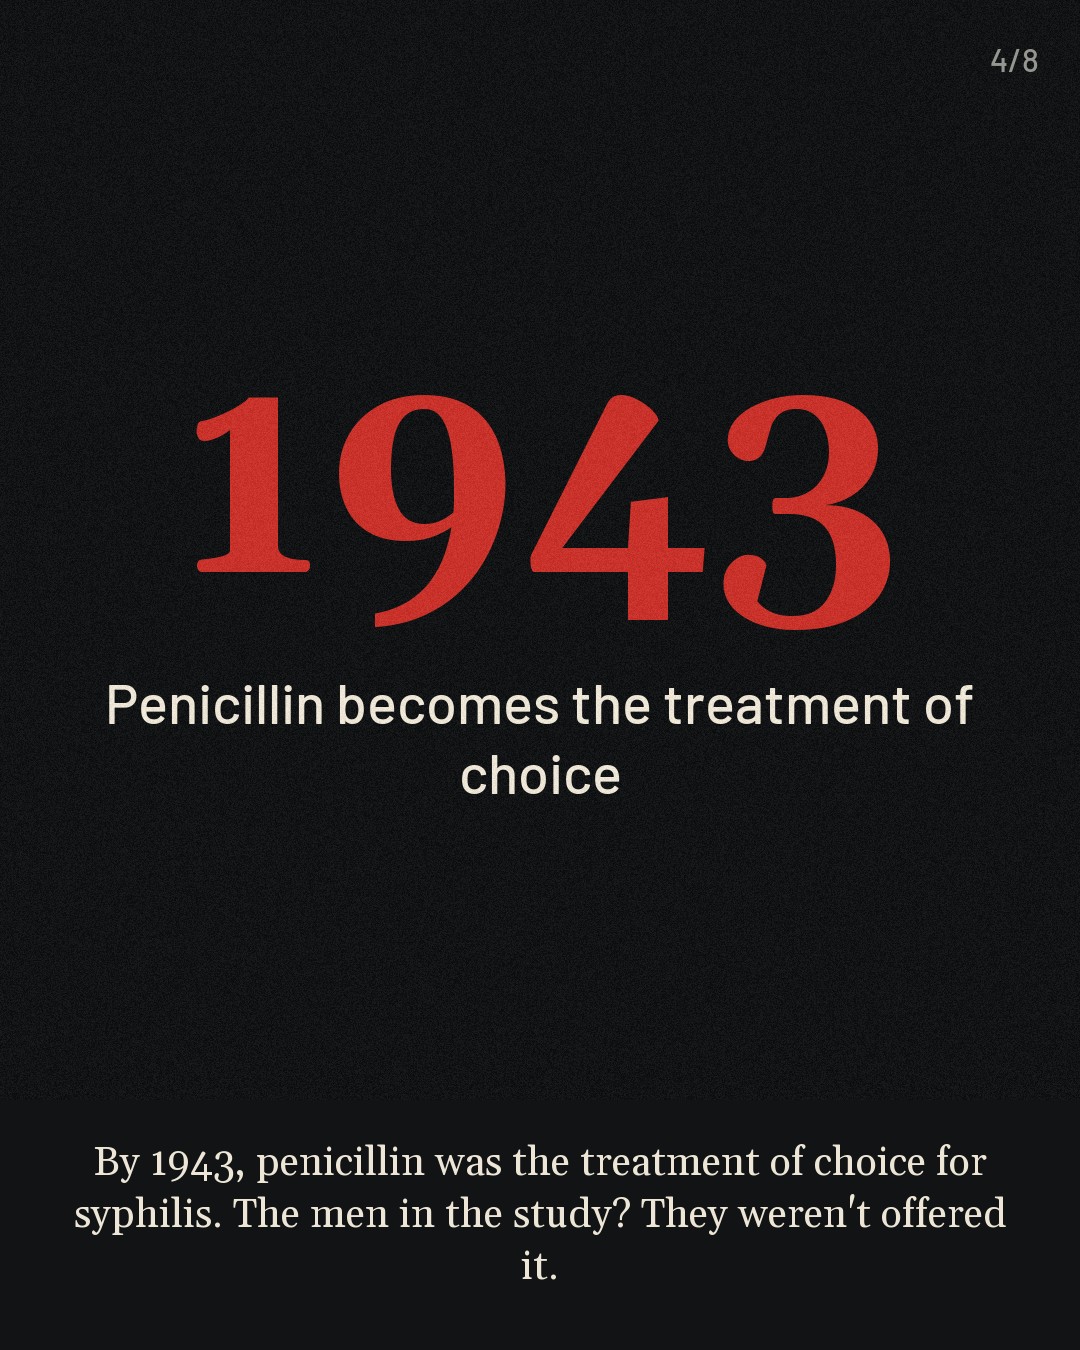 4/8
1943
Penicillin becomes the treatment of
choice
By 1943, penicillin was the treatment of choice for
syphilis. The men in the study? They weren't offered
it.